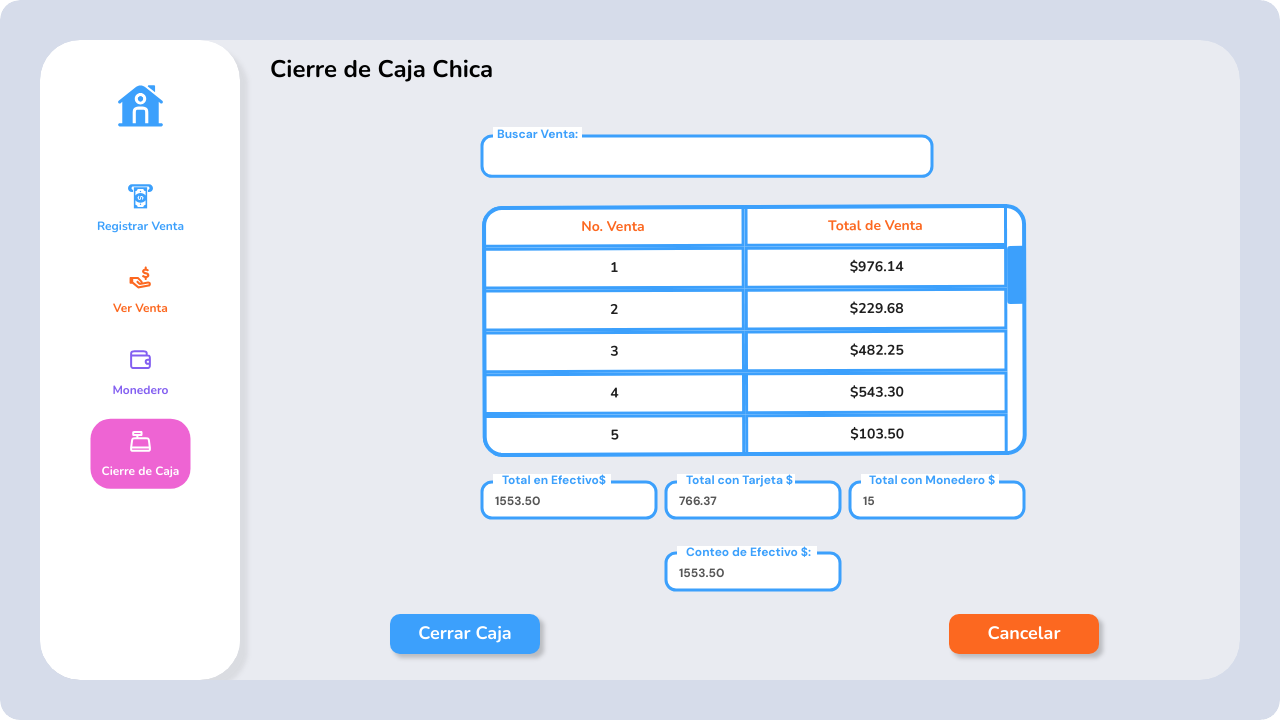 Cierre de Caja Chica
Registrar Venta
Ver Venta
Monedero
Cierre de Caja
Buscar Venta:
No. Venta Total de Venta
1 $976.14
2 $229.68
3 $482.25
4 $543.30
5 $103.50
Total en Efectivo$ Total con Tarjeta $ Total con Monedero $
1553.50 766.37 15
Conteo de Efectivo $:
1553.50
Cerrar Caja Cancelar